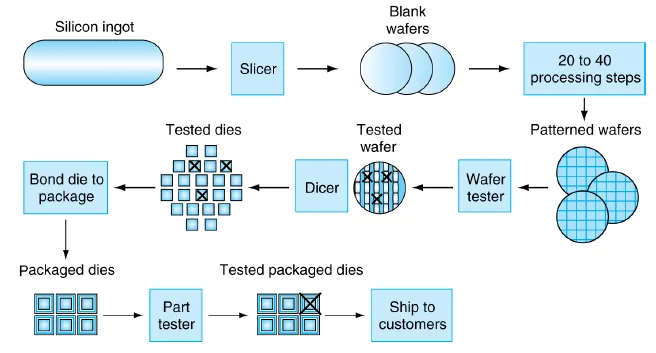 Silicon ingot
Slicer
Blank
wafers
20 to 40
processing steps
Patterned wafers
Wafer
tester
Tested
wafer
Dicer
Tested dies
Bond die to
package
Packaged dies
Part
tester
Tested packaged dies
Ship to
customers